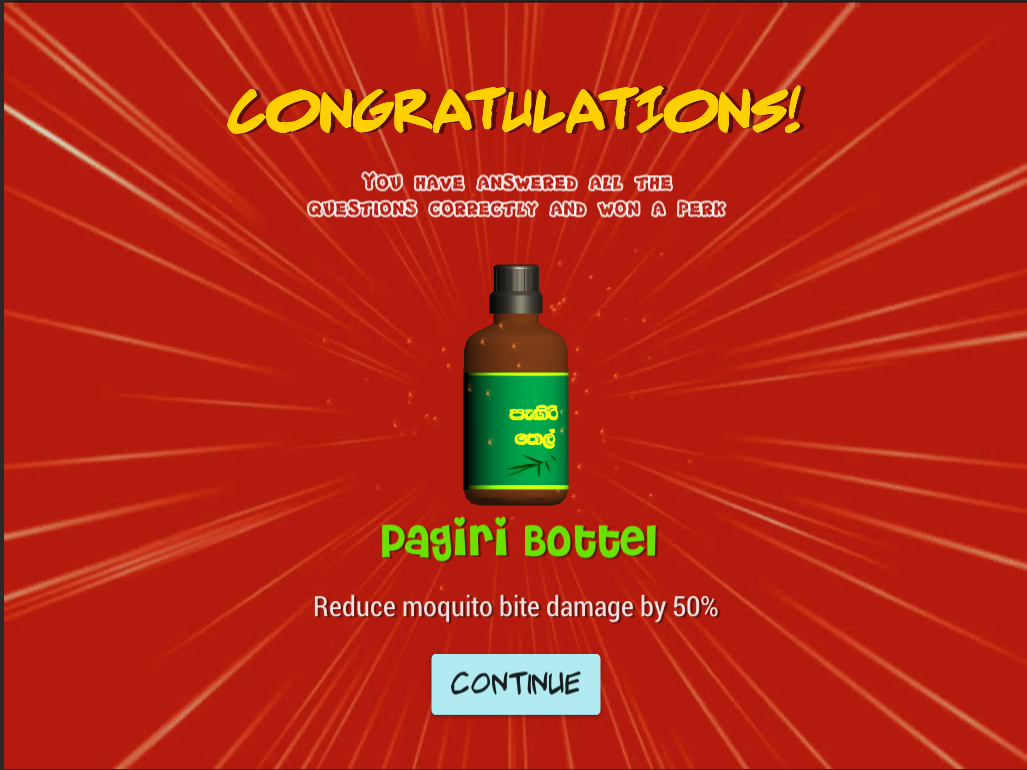 CONGRATULATIONS!
YOU HAVE ANSWERED ALL THE
QUESTIONS CORRECTLY AND WON A PERK
පැඟිරි
තෙල්
Pagiri Bottel
Reduce moquito bite damage by 50%
CONTINUE